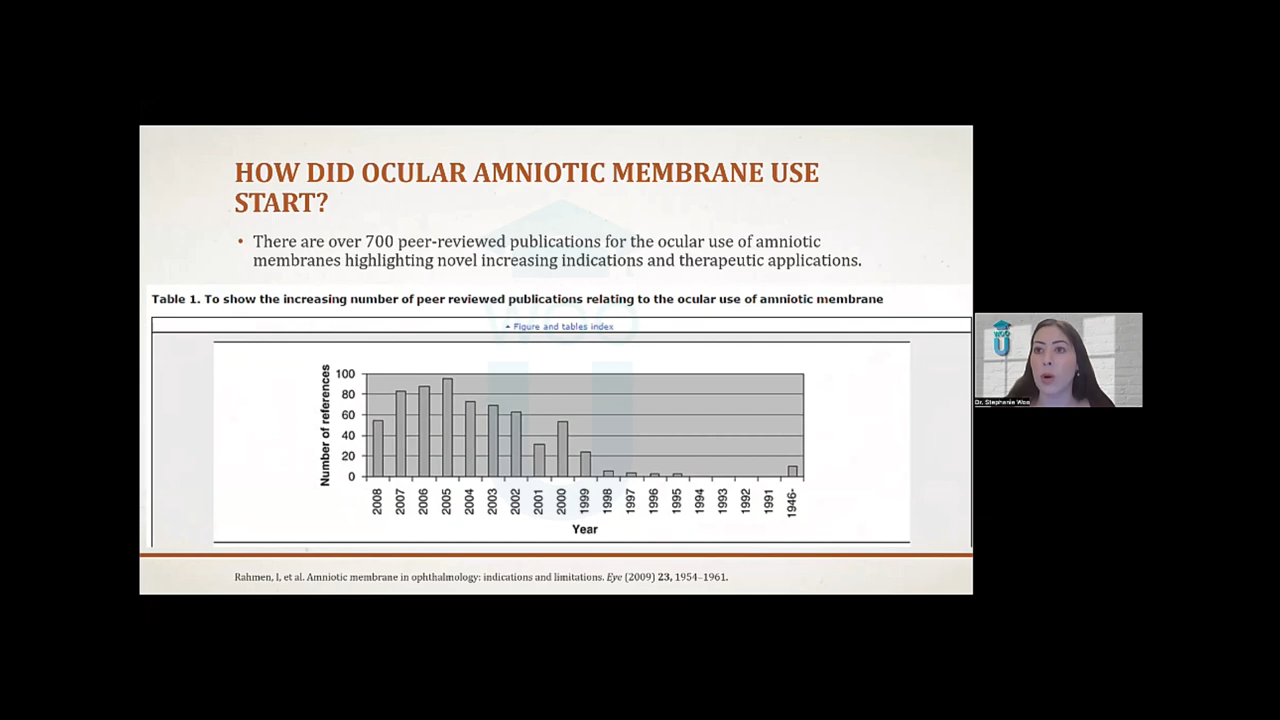 HOW DID OCULAR AMNIOTIC MEMBRANE USE
START?
• There are over 700 peer-reviewed publications for the ocular use of amniotic
membranes highlighting novel increasing indications and therapeutic applications.
Table 1. To show the increasing number of peer reviewed publications relating to the ocular use of amniotic membrane
Figure and tables index
Number of references
100
80
60
40
20
0
2008 2007 2006 2005 2004 2003 2002 2001 2000 1999 1998 1997 1996 1995 1994 1993 1992 1991 1946-
Year
Rahmen, I, et al. Amniotic membrane in ophthalmology: indications and limitations. Eye (2009) 23, 1954–1961.
WOO
U
WOO
U
Dr. Stephanie Woo